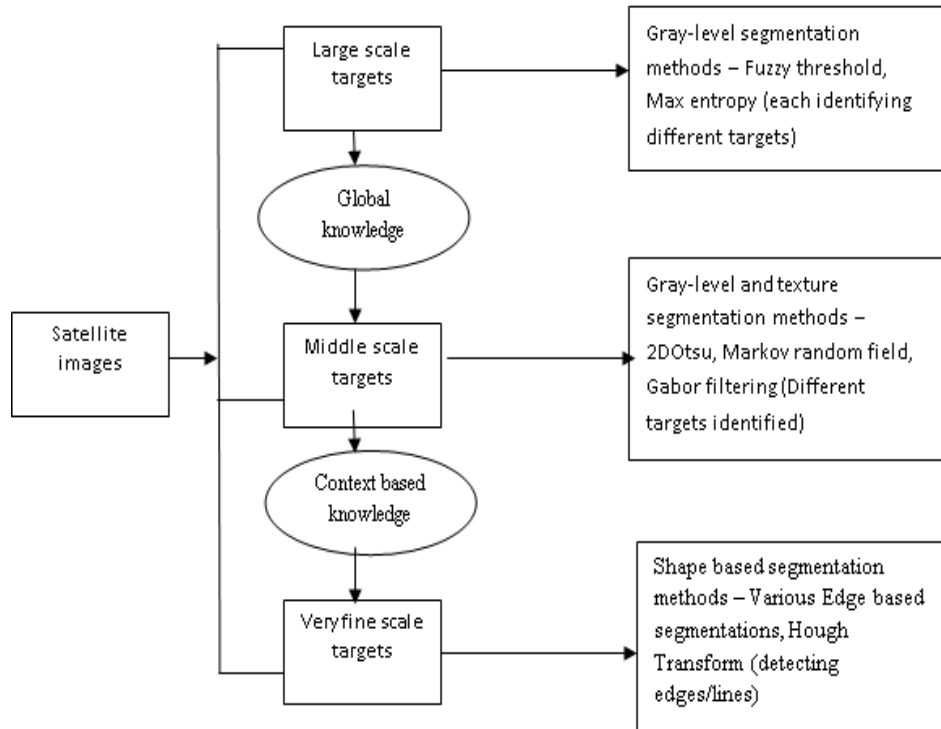 Large scale
targets
Gray-level segmentation
methods – Fuzzy threshold,
Max entropy (each identifying
different targets)
Global
knowledge
Satellite
images
Middle scale
targets
Gray-level and texture
segmentation methods –
2DOtsu, Markov random field,
Gabor filtering (Different
targets identified)
Context based
knowledge
Veryfine scale
targets
Shape based segmentation
methods – Various Edge based
segmentations, Hough
Transform (detecting
edges/lines)